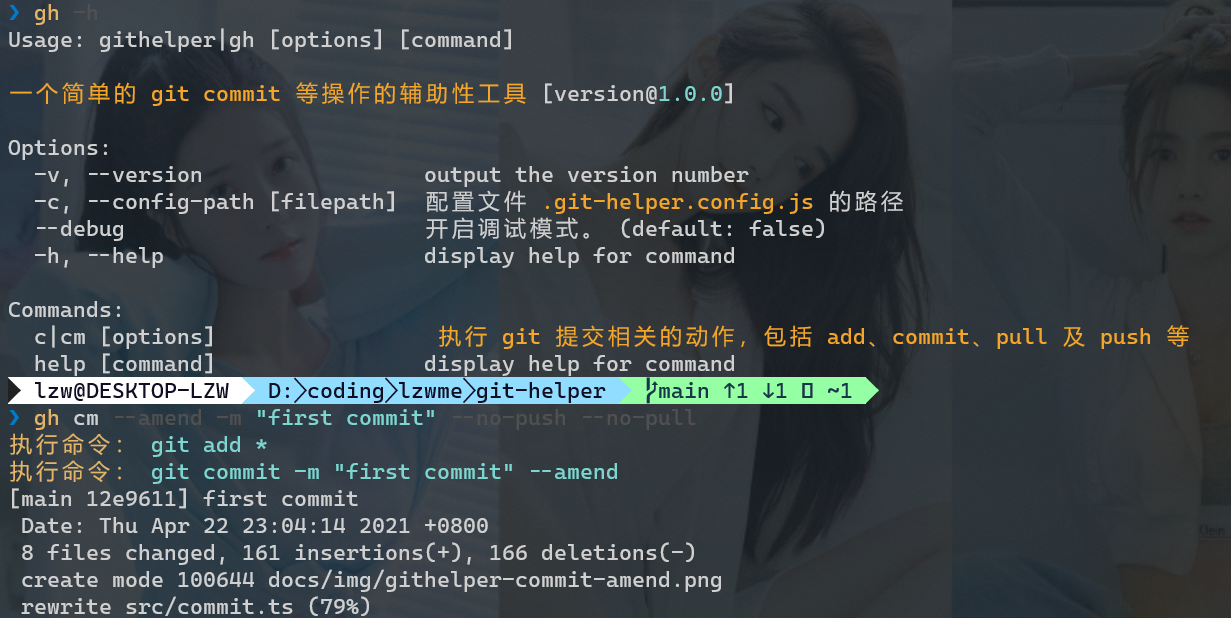 ❯ gh -h
Usage: githelper|gh [options] [command]
一个简单的 git commit 等操作的辅助性工具 [version@1.0.0]
Options:
-v, --version output the version number
-c, --config-path [filepath] 配置文件 .git-helper.config.js 的路径
--debug 开启调试模式。 (default: false)
-h, --help display help for command
Commands:
c|cm [options] 执行 git 提交相关的动作，包括 add、commit、pull 及 push 等
help [command] display help for command
lzw@DESKTOP-LZW D: coding lzwme git-helper main ↑1 ↓1 ~1
❯ gh cm --amend -m "first commit" --no-push --no-pull
执行命令： git add *
执行命令： git commit -m "first commit" --amend
[main 12e9611] first commit
Date: Thu Apr 22 23:04:14 2021 +0800
8 files changed, 161 insertions(+), 166 deletions(-)
create mode 100644 docs/img/githelper-commit-amend.png
rewrite src/commit.ts (79%)